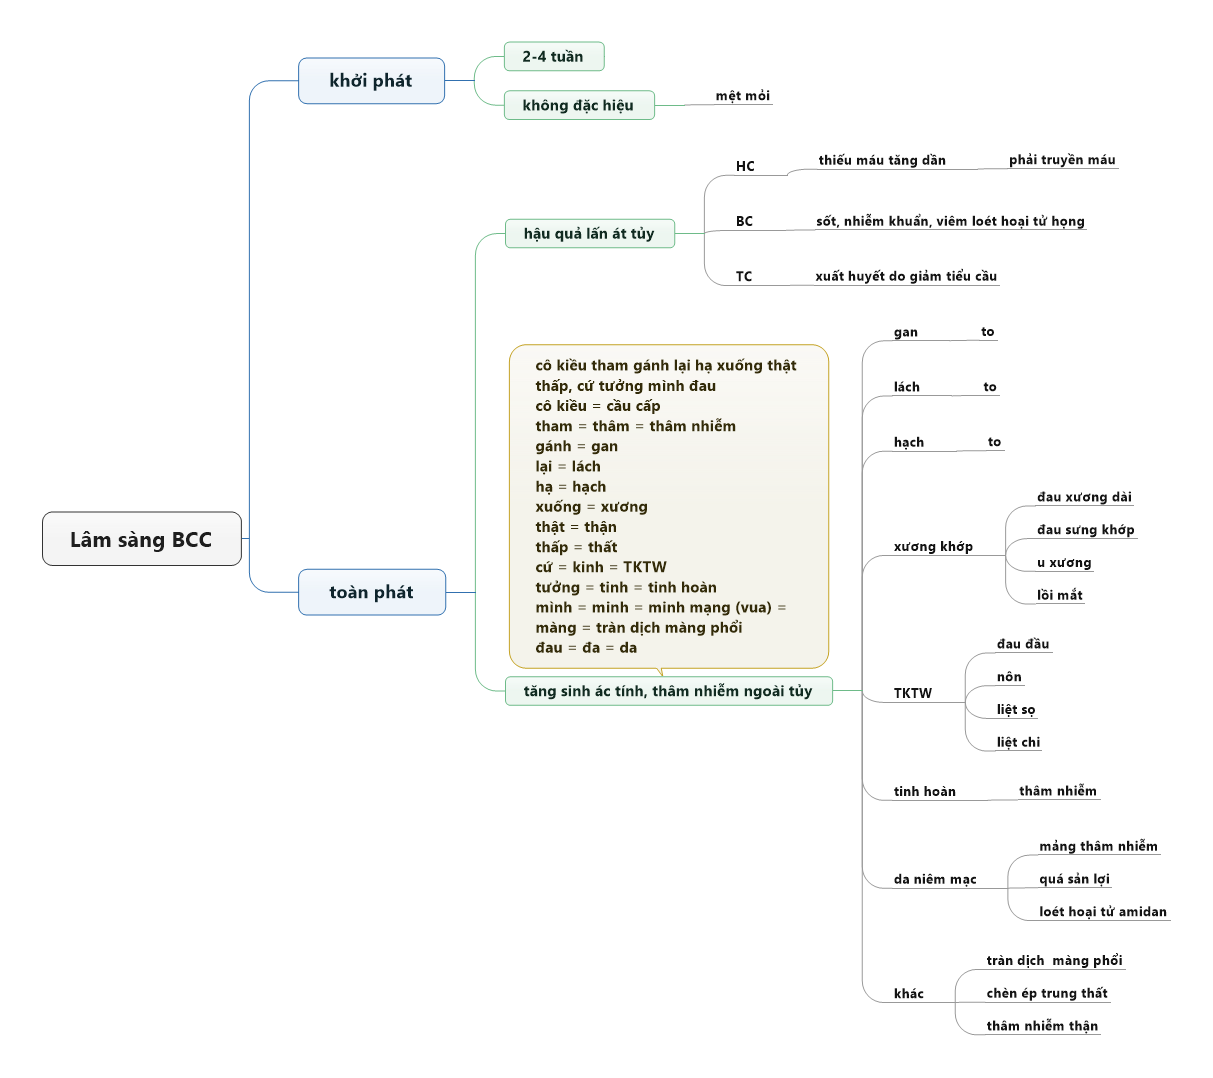 Lâm sàng BCC
khởi phát
2-4 tuần
không đặc hiệu
mệt mỏi
toàn phát
hậu quả lấn át tủy
HC
thiếu máu tăng dần
phải truyền máu
BC
sốt, nhiễm khuẩn, viêm loét hoại tử họng
TC
xuất huyết do giảm tiểu cầu
cô kiều tham gánh lại hạ xuống thật
thấp, cứ tưởng mình đau
cô kiều = cầu cấp
tham = thâm = thâm nhiễm
gánh = gan
lại = lách
hạ = hạch
xuống = xương
thật = thận
thấp = thất
cứ = kinh = TKTW
tưởng = tinh = tinh hoàn
mình = minh = minh mạng (vua) =
màng = tràn dịch màng phổi
đau = đa = da
tăng sinh ác tính, thâm nhiễm ngoài tủy
gan
to
lách
to
hạch
to
xương khớp
đau xương dài
đau sưng khớp
u xương
lồi mắt
TKTW
đau đầu
nôn
liệt sọ
liệt chi
tinh hoàn
thâm nhiễm
da niêm mạc
mảng thâm nhiễm
quá sản lợi
loét hoại tử amidan
khác
tràn dịch  màng phổi
chèn ép trung thất
thâm nhiễm thận